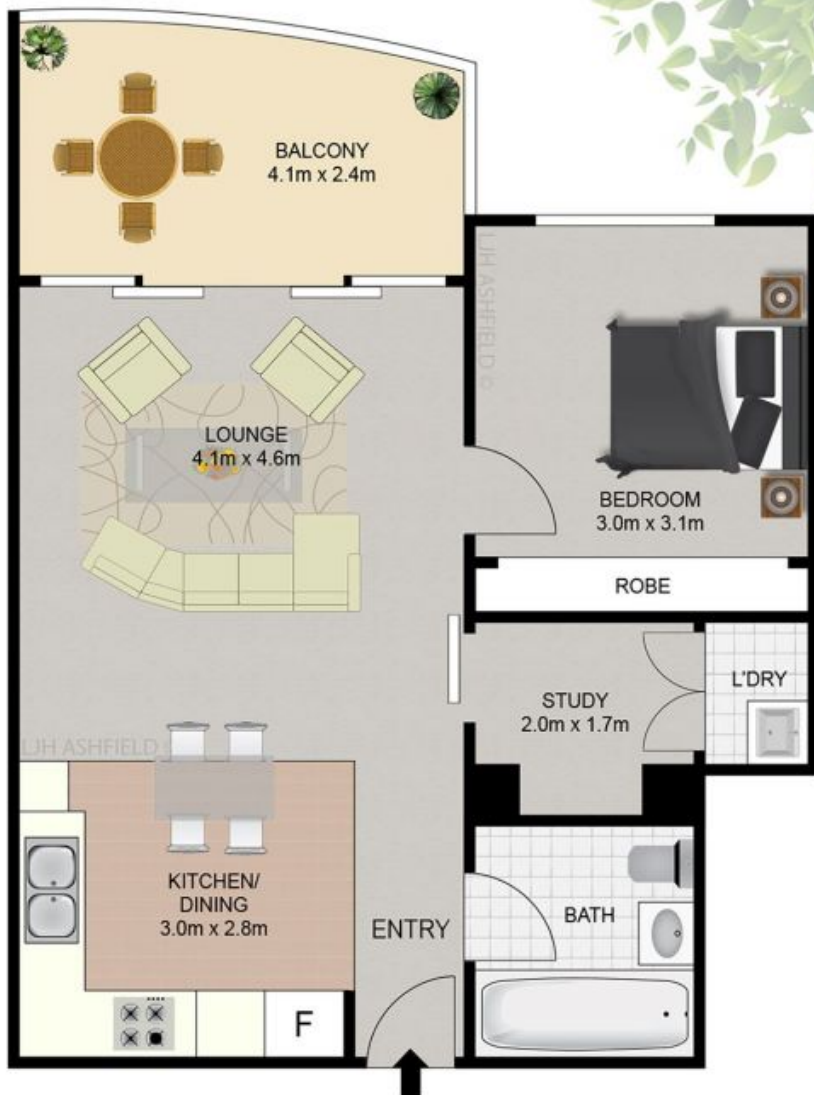 BALCONY
4.1m x 2.4m
LJH ASHFIELD ©
LOUNGE
4.1m x 4.6m
BEDROOM
3.0m x 3.1m
ROBE
STUDY
2.0m x 1.7m
L'DRY
LJH ASHFIELD ©
KITCHEN/
DINING
3.0m x 2.8m
ENTRY
BATH
F